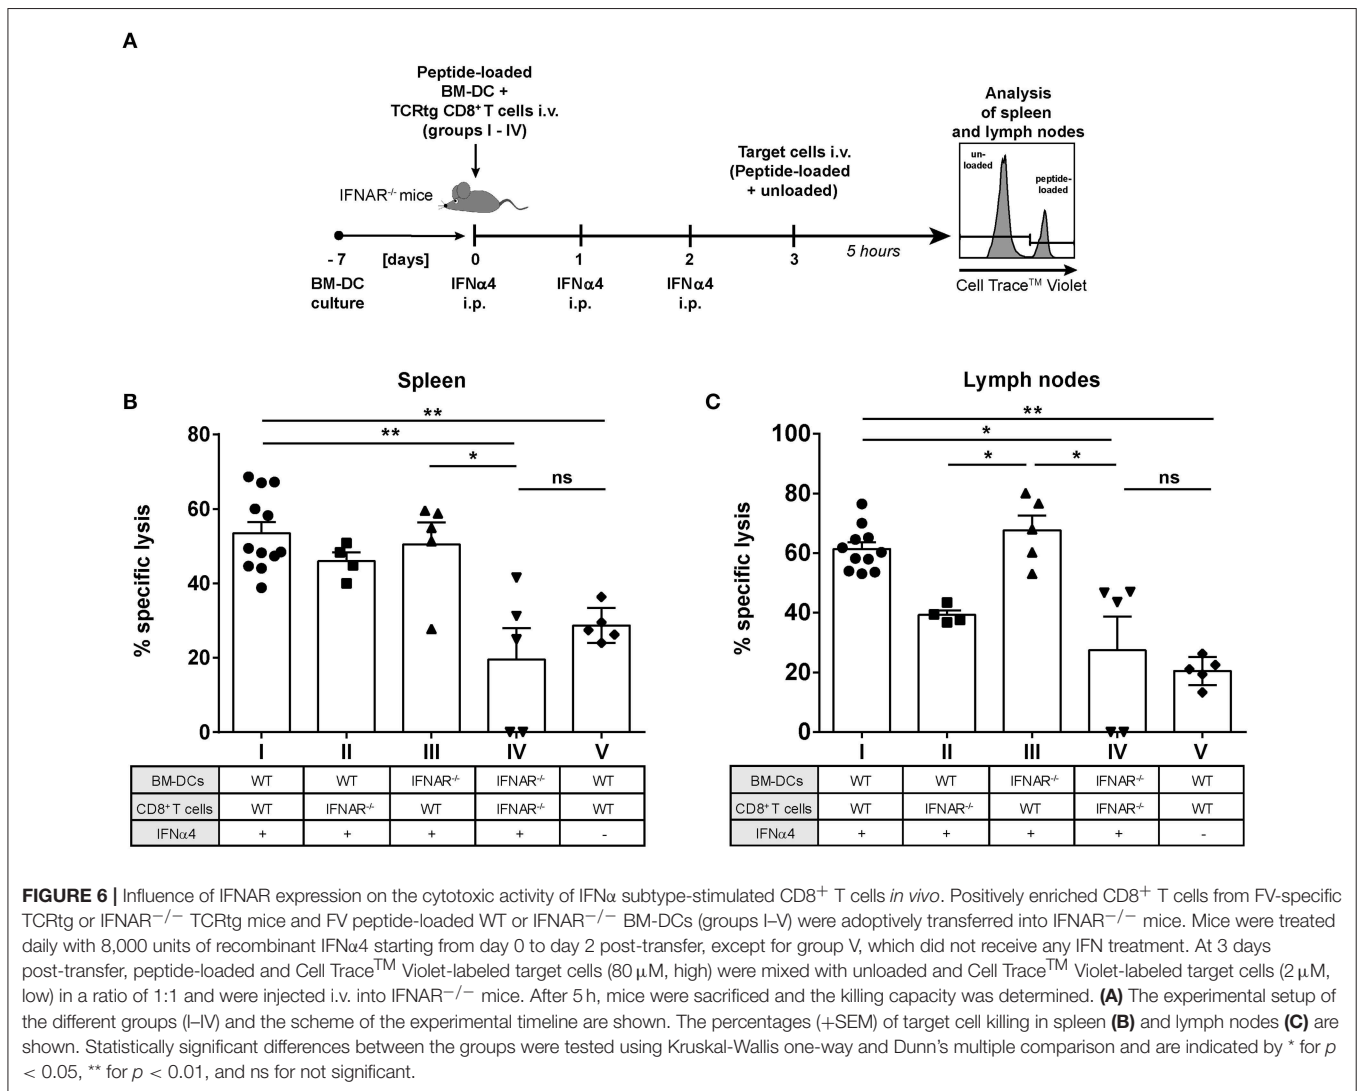 A
Peptide-loaded
BM-DC +
TCRtg CD8⁺ T cells i.v.
(groups I - IV)
IFNAR⁻/⁻ mice
Target cells i.v.
(Peptide-loaded
+ unloaded)
Analysis
of spleen
and lymph nodes
un-
loaded
peptide-
loaded
- 7 [days] 0 1 2 3 5 hours
BM-DC
culture
IFNα4
i.p.
IFNα4
i.p.
IFNα4
i.p.
Cell Trace™ Violet
B
Spleen
**
**
*
ns
% specific lysis
80
60
40
20
0
I II III IV V
BM-DCs WT WT IFNAR⁻/⁻ IFNAR⁻/⁻ WT
CD8⁺ T cells WT IFNAR⁻/⁻ WT IFNAR⁻/⁻ WT
IFNα4 + + + + -
C
Lymph nodes
**
*
* *
ns
% specific lysis
100
80
60
40
20
0
I II III IV V
BM-DCs WT WT IFNAR⁻/⁻ IFNAR⁻/⁻ WT
CD8⁺ T cells WT IFNAR⁻/⁻ WT IFNAR⁻/⁻ WT
IFNα4 + + + + -
FIGURE 6 | Influence of IFNAR expression on the cytotoxic activity of IFNα subtype-stimulated CD8⁺ T cells in vivo. Positively enriched CD8⁺ T cells from FV-specific
TCRtg or IFNAR⁻/⁻ TCRtg mice and FV peptide-loaded WT or IFNAR⁻/⁻ BM-DCs (groups I–V) were adoptively transferred into IFNAR⁻/⁻ mice. Mice were treated
daily with 8,000 units of recombinant IFNα4 starting from day 0 to day 2 post-transfer, except for group V, which did not receive any IFN treatment. At 3 days
post-transfer, peptide-loaded and Cell Trace™ Violet-labeled target cells (80 μM, high) were mixed with unloaded and Cell Trace™ Violet-labeled target cells (2 μM,
low) in a ratio of 1:1 and were injected i.v. into IFNAR⁻/⁻ mice. After 5 h, mice were sacrificed and the killing capacity was determined. (A) The experimental setup of
the different groups (I–IV) and the scheme of the experimental timeline are shown. The percentages (+SEM) of target cell killing in spleen (B) and lymph nodes (C) are
shown. Statistically significant differences between the groups were tested using Kruskal-Wallis one-way and Dunn's multiple comparison and are indicated by * for p
< 0.05, ** for p < 0.01, and ns for not significant.